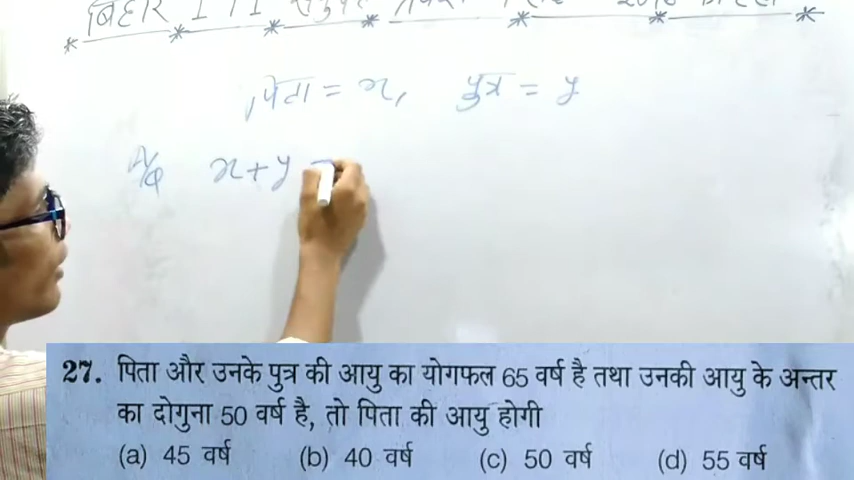 बिहार I T I
पिता = x, पुत्र = y
A/Q x + y =
27. पिता और उनके पुत्र की आयु का योगफल 65 वर्ष है तथा उनकी आयु के अन्तर
का दोगुना 50 वर्ष है, तो पिता की आयु होगी
(a) 45 वर्ष (b) 40 वर्ष (c) 50 वर्ष (d) 55 वर्ष